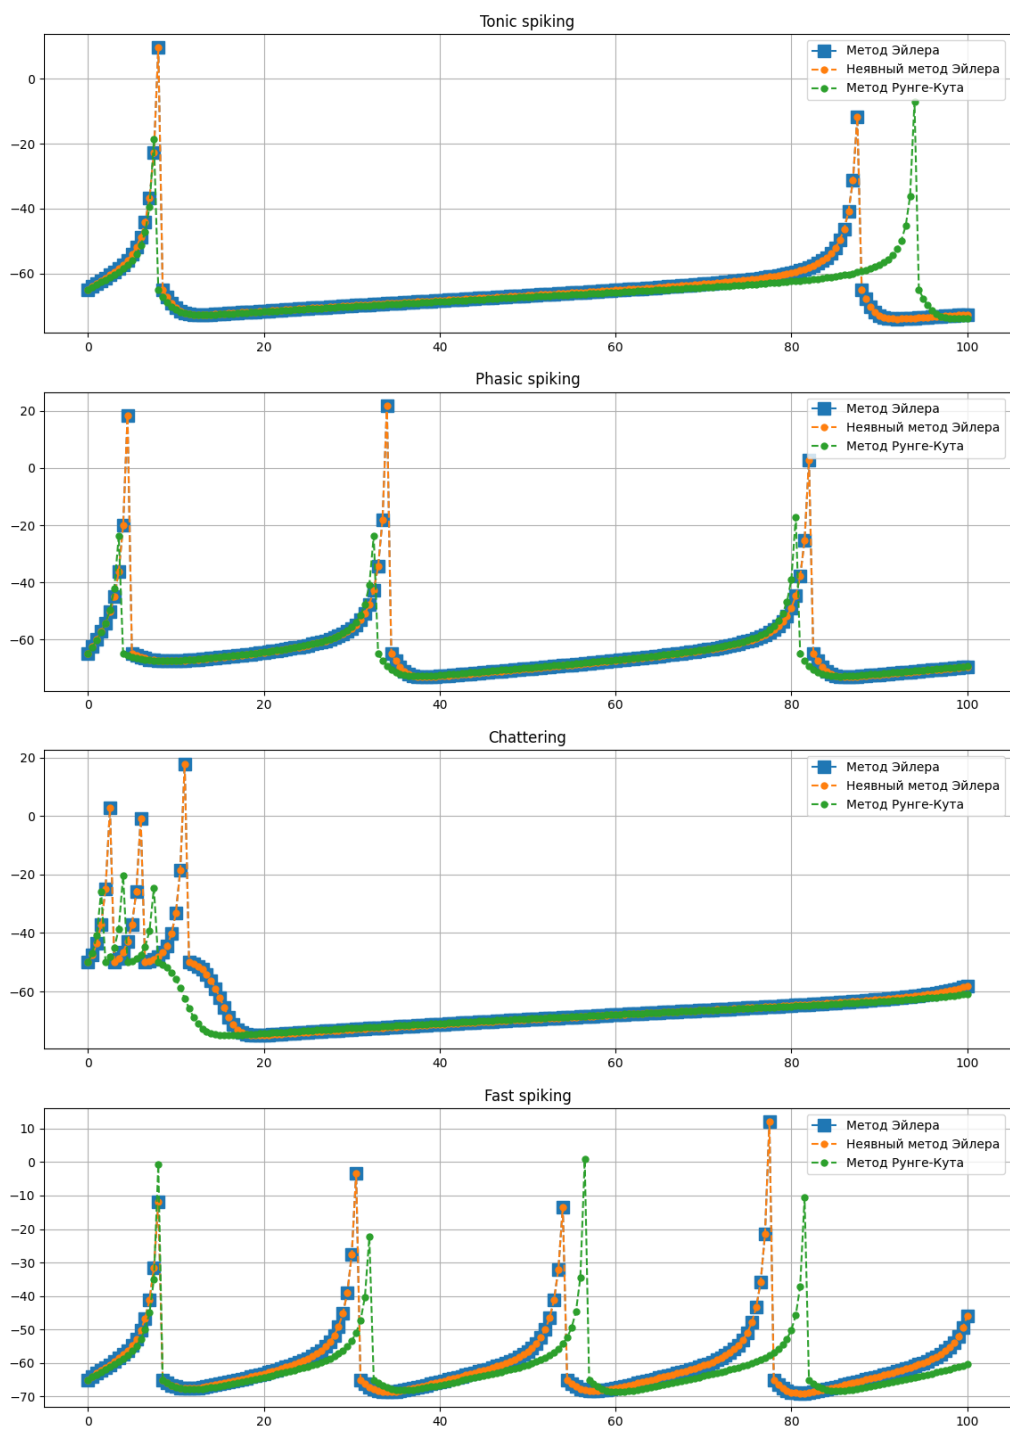 Tonic spiking
Метод Эйлера
Неявный метод Эйлера
Метод Рунге-Кута
0
−20
−40
−60
0 20 40 60 80 100
Phasic spiking
Метод Эйлера
Неявный метод Эйлера
Метод Рунге-Кута
20
0
−20
−40
−60
0 20 40 60 80 100
Chattering
Метод Эйлера
Неявный метод Эйлера
Метод Рунге-Кута
20
0
−20
−40
−60
0 20 40 60 80 100
Fast spiking
Метод Эйлера
Неявный метод Эйлера
Метод Рунге-Кута
10
0
−10
−20
−30
−40
−50
−60
−70
0 20 40 60 80 100